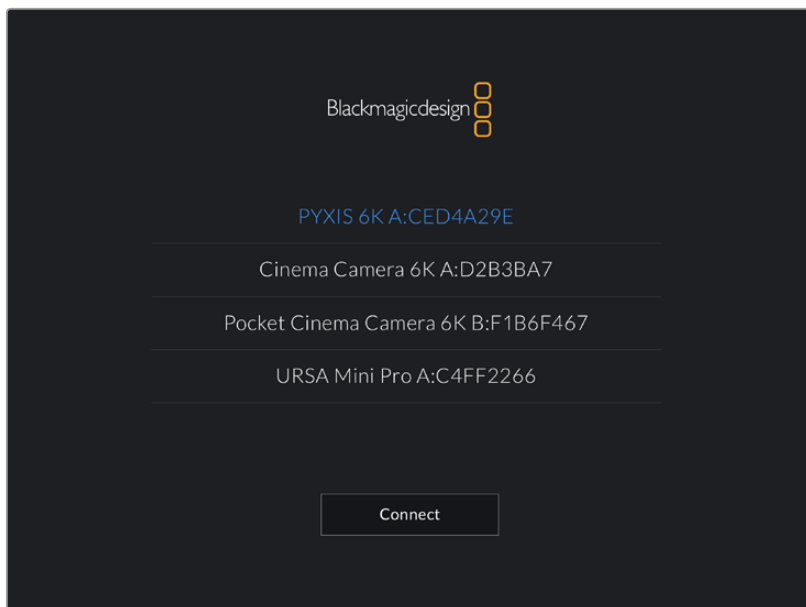 Blackmagicdesign
PYXIS 6K A:CED4A29E
Cinema Camera 6K A:D2B3BA7
Pocket Cinema Camera 6K B:F1B6F467
URSA Mini Pro A:C4FF2266
Connect